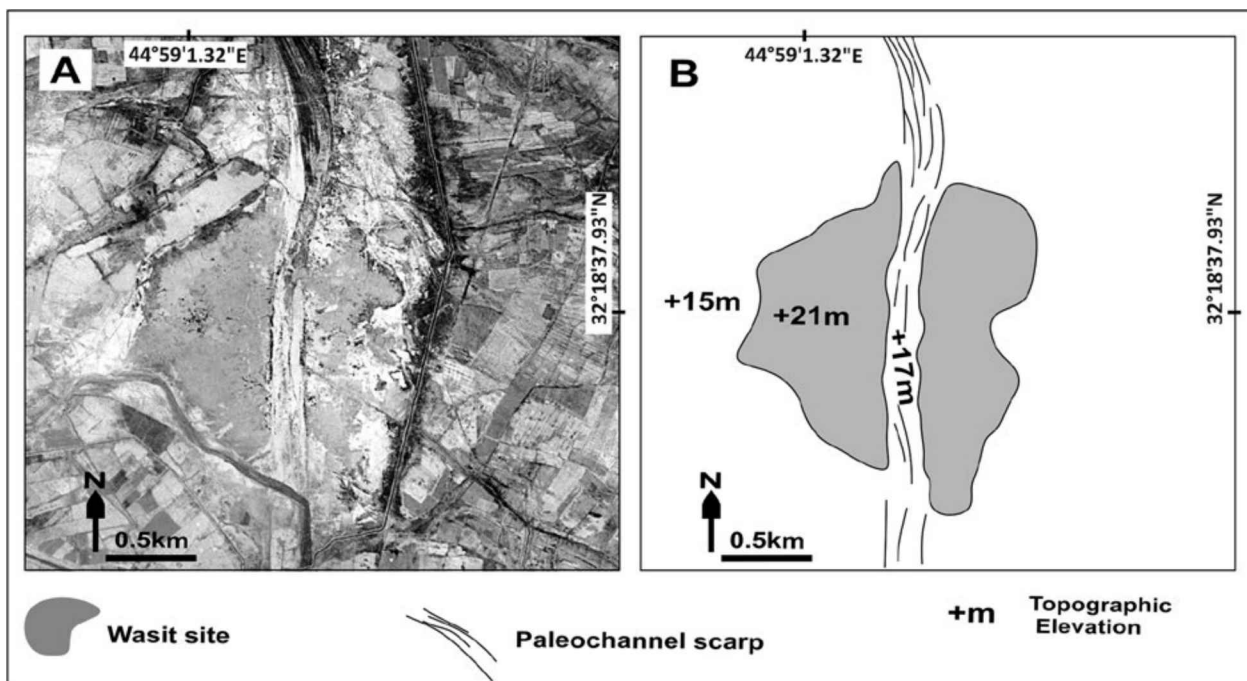 A
44°59'1.32"E
32°18'37.93"N
N
0.5km
B
44°59'1.32"E
32°18'37.93"N
+15m
+21m
+17m
N
0.5km
Wasit site
Paleochannel scarp
+m
Topographic
Elevation